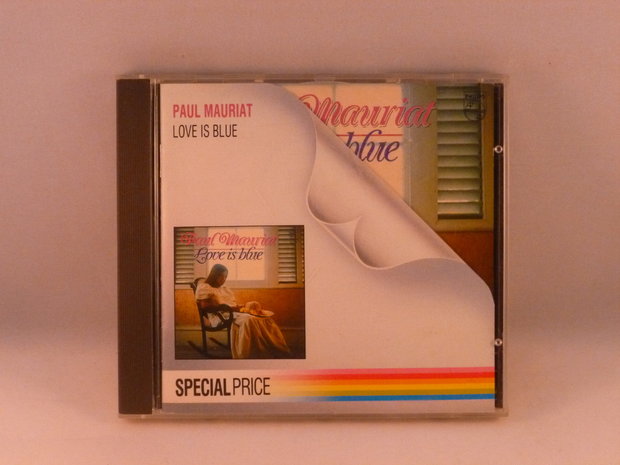 PAUL MAURIAT
LOVE IS BLUE
Mauriat
blue
Paul Mauriat
Love is blue
SPECIAL PRICE